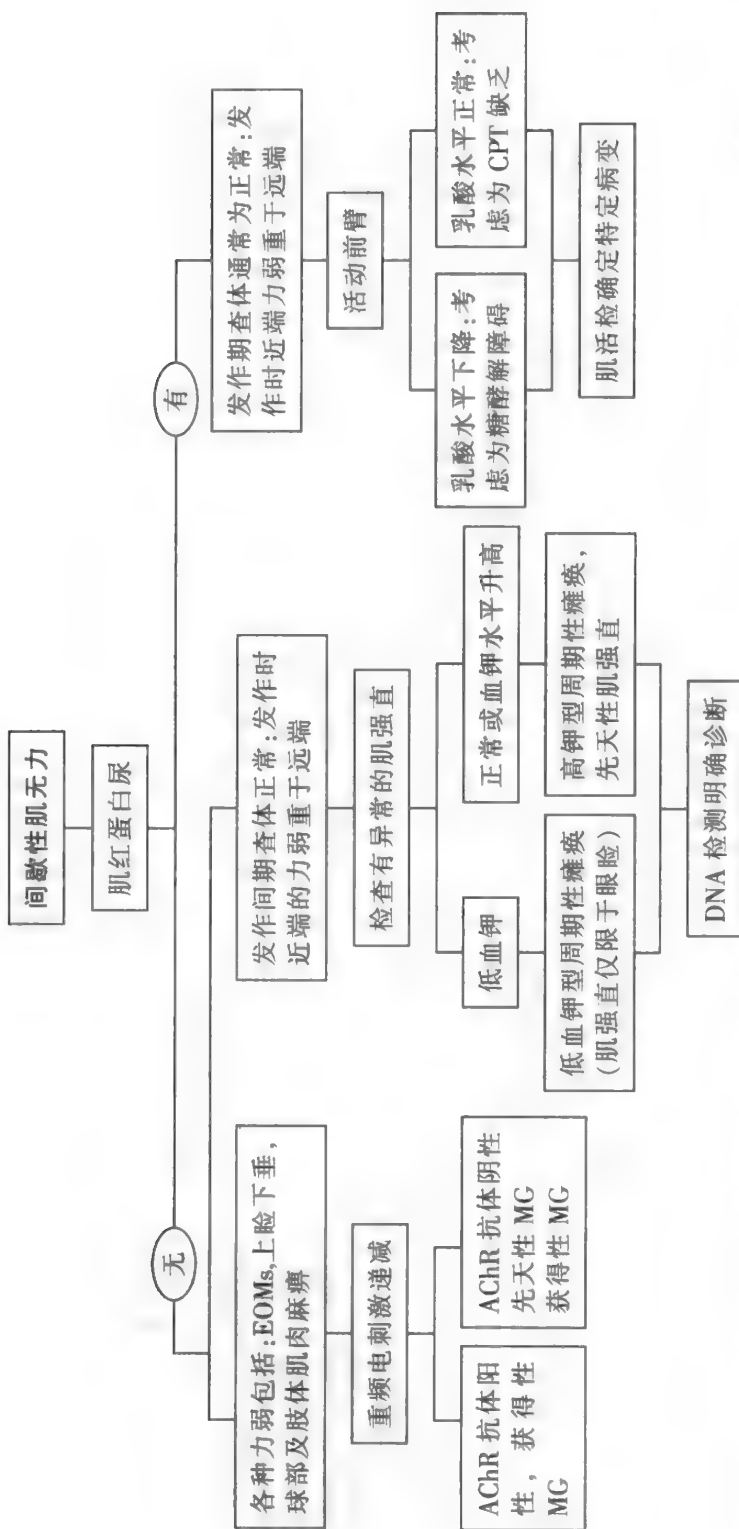 间歇性肌无力
肌红蛋白尿
无
有
各种力弱包括:EOMs,上睑下垂,
球部及肢体肌肉麻痹
重频电刺激递减
AChR 抗体阳
性，获得性
MG
AChR 抗体阴性
先天性 MG
获得性 MG
发作间期查体正常:发作时
近端的力弱重于远端
检查有异常的肌强直
低血钾
低血钾型周期性瘫痪
(肌强直仅限于眼睑)
正常或血钾水平升高
高钾型周期性瘫痪,
先天性肌强直
DNA 检测明确诊断
发作期查体通常为正常:发
作时近端力弱重于远端
活动前臂
乳酸水平下降:考
虑为糖酵解障碍
乳酸水平正常:考
虑为 CPT 缺乏
肌活检确定特定病变